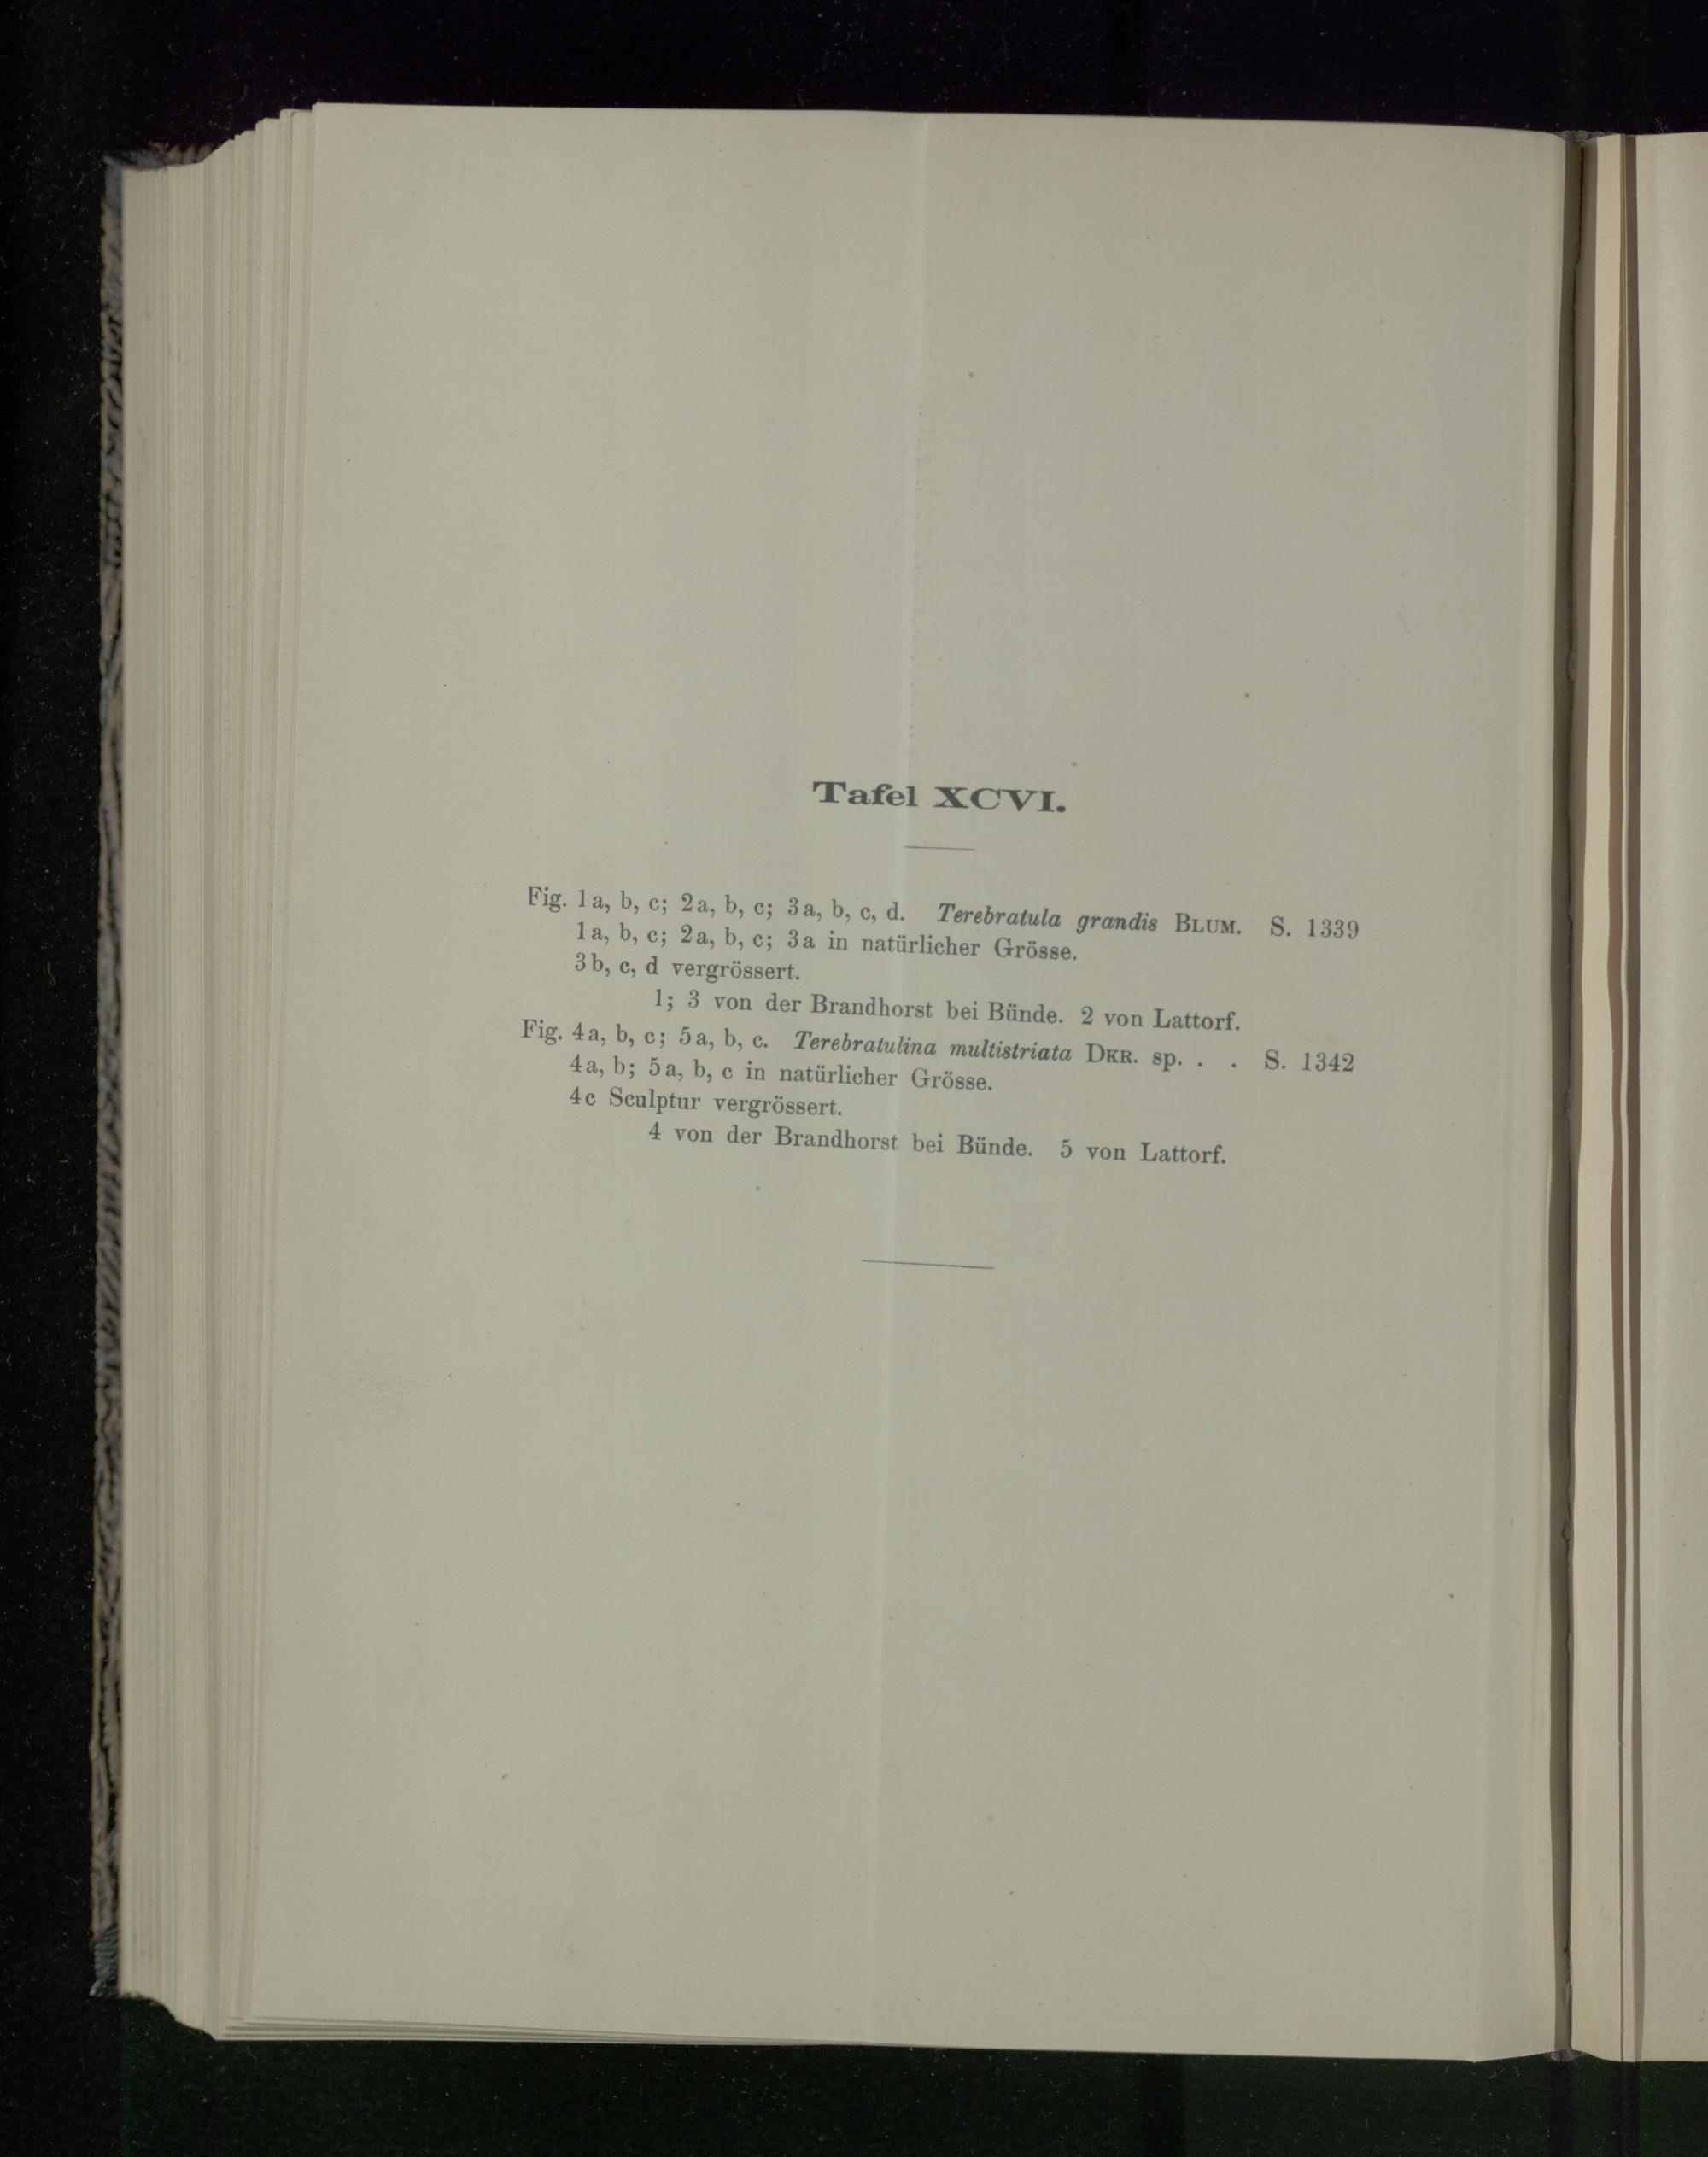 Tafel XCVI.
Fig. 1a, b, c; 2a, b, c; 3a, b, c, d. Terebratula grandis BLUM. S. 1339
1a, b, c; 2a, b, c; 3a in natürlicher Grösse.
3b, c, d vergrössert.
1; 3 von der Brandhorst bei Bünde. 2 von Lattorf.
Fig. 4a, b, c; 5a, b, c. Terebratulina multistriata DKR. sp. . . S. 1342
4a, b; 5a, b, c in natürlicher Grösse.
4c Sculptur vergrössert.
4 von der Brandhorst bei Bünde. 5 von Lattorf.